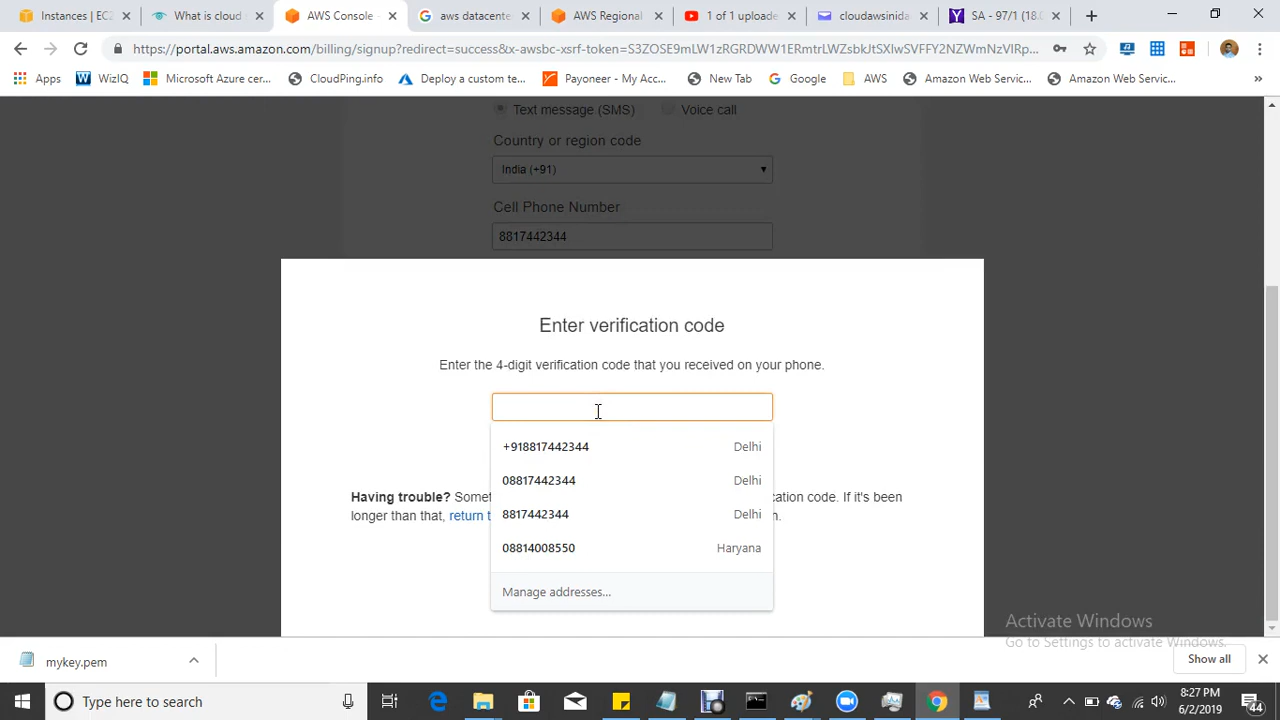 Instances | EC2
What is cloud
AWS Console -
aws datacent
AWS Regional
1 of 1 uploade
cloudawsinida
SA - 97/1 (18.0
https://portal.aws.amazon.com/billing/signup?redirect=success&x-awsbc-xsrf-token=S3ZOSE9mLW1zRGRDWW1ERmtrLWZsbkJtSXlwSVFFY2NZWmNzVlRp...
Apps
WizIQ
Microsoft Azure cer...
CloudPing.info
Deploy a custom te...
Payoneer - My Acc...
New Tab
Google
AWS
Amazon Web Servic...
Amazon Web Servic...
»
Text message (SMS)
Voice call
Country or region code
India (+91)
Cell Phone Number
8817442344
Enter verification code
Enter the 4-digit verification code that you received on your phone.
+918817442344 Delhi
08817442344 Delhi
8817442344 Delhi
08814008550 Haryana
Manage addresses...
Having trouble? Somet
cation code. If it's been
longer than that, return t
n.
Activate Windows
Go to Settings to activate Windows.
mykey.pem
Show all
Type here to search
8:27 PM
6/2/2019
44